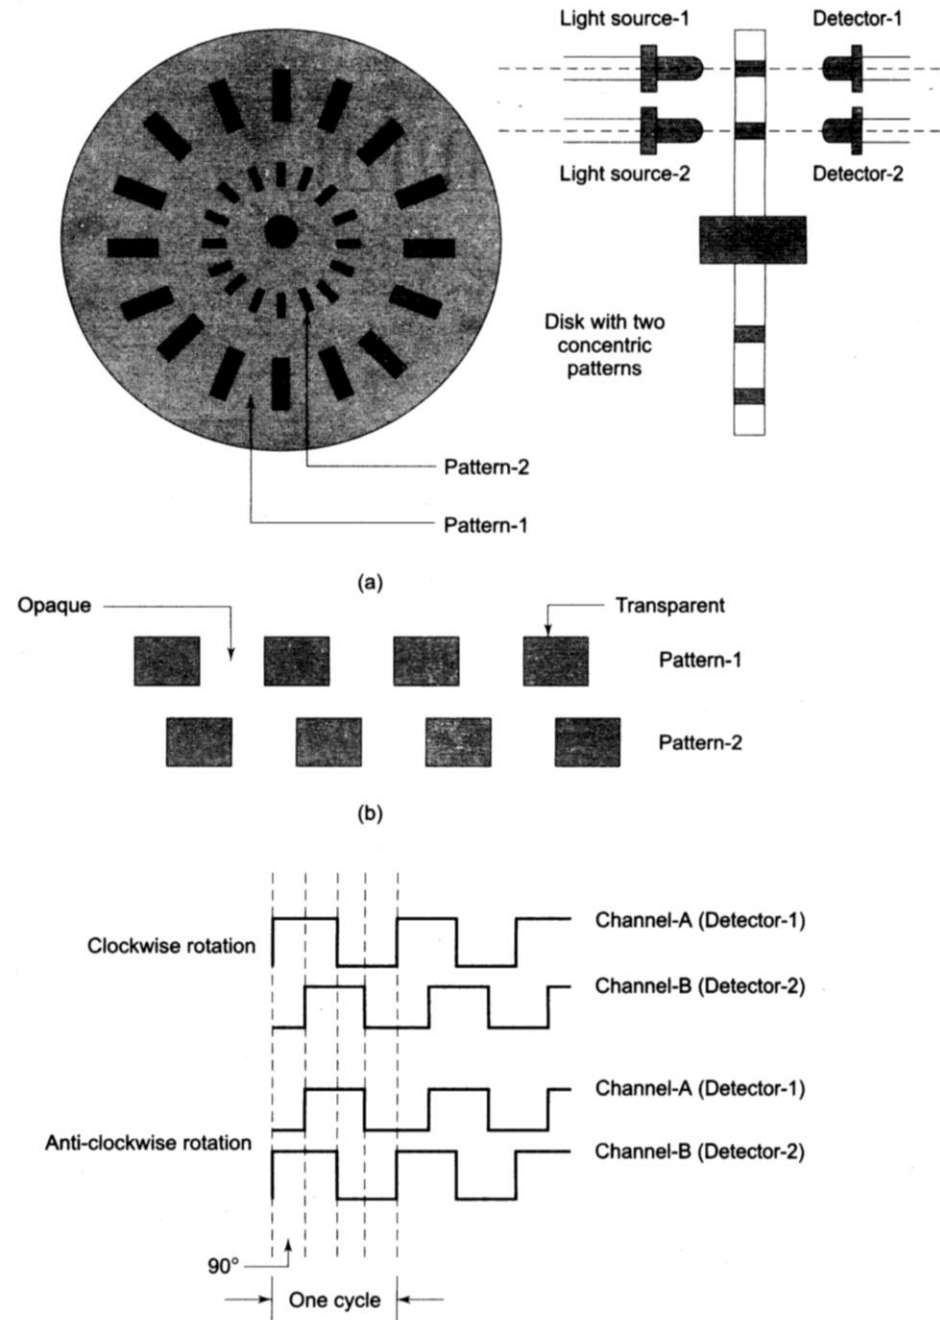 Light source-1
Detector-1
Light source-2
Detector-2
Disk with two
concentric
patterns
Pattern-2
Pattern-1
(a)
Opaque
Transparent
Pattern-1
Pattern-2
(b)
Clockwise rotation
Channel-A (Detector-1)
Channel-B (Detector-2)
Anti-clockwise rotation
Channel-A (Detector-1)
Channel-B (Detector-2)
90°
One cycle